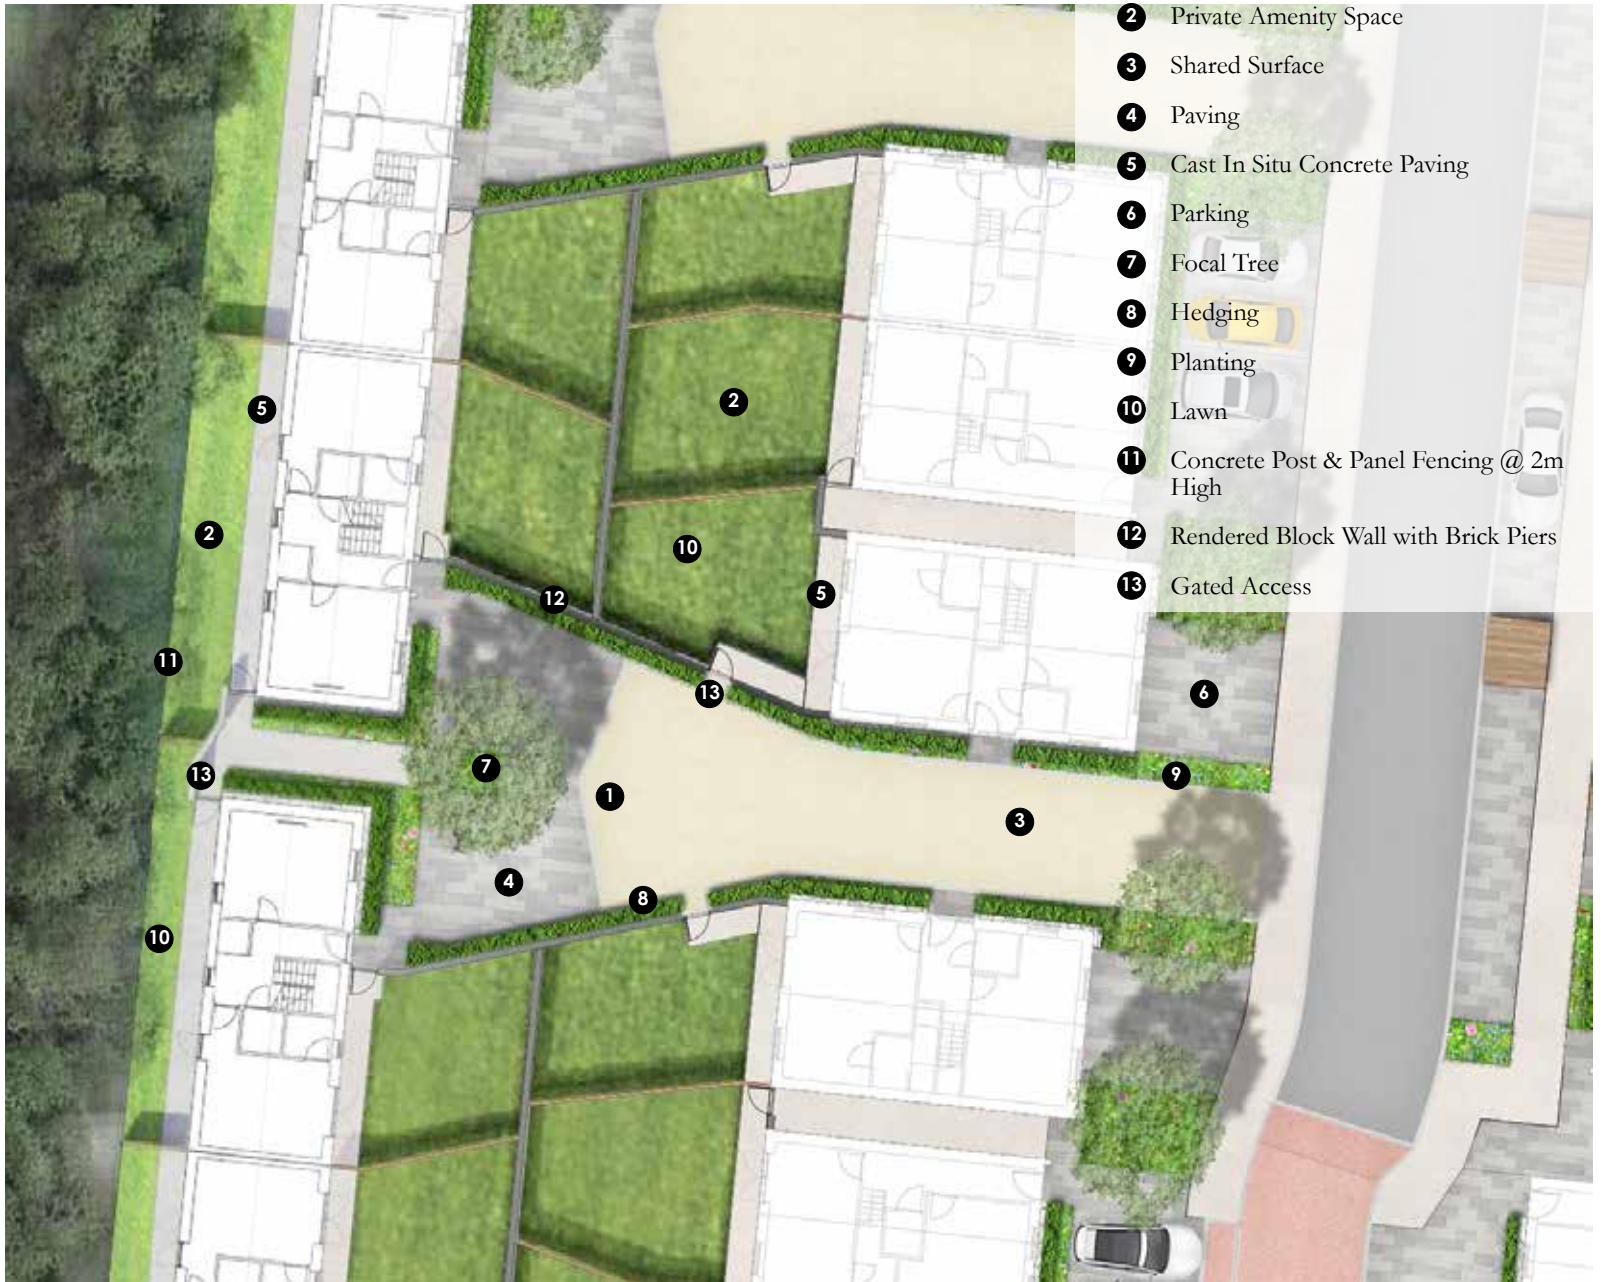 2 Private Amenity Space
3 Shared Surface
4 Paving
5 Cast In Situ Concrete Paving
6 Parking
7 Focal Tree
8 Hedging
9 Planting
10 Lawn
11 Concrete Post & Panel Fencing @ 2m
High
12 Rendered Block Wall with Brick Piers
13 Gated Access
2
5
2
10
12
5
11
13
6
7
13
9
1
3
4
8
10